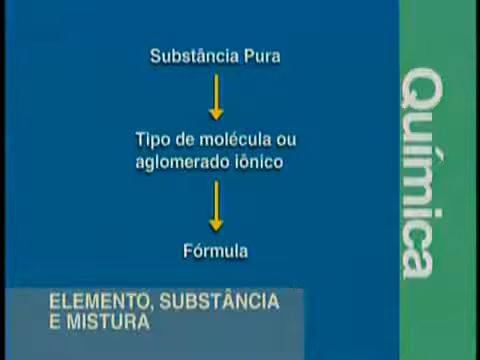 Substância Pura
Tipo de molécula ou
aglomerado iônico
Fórmula
ELEMENTO, SUBSTÂNCIA
E MISTURA
Química